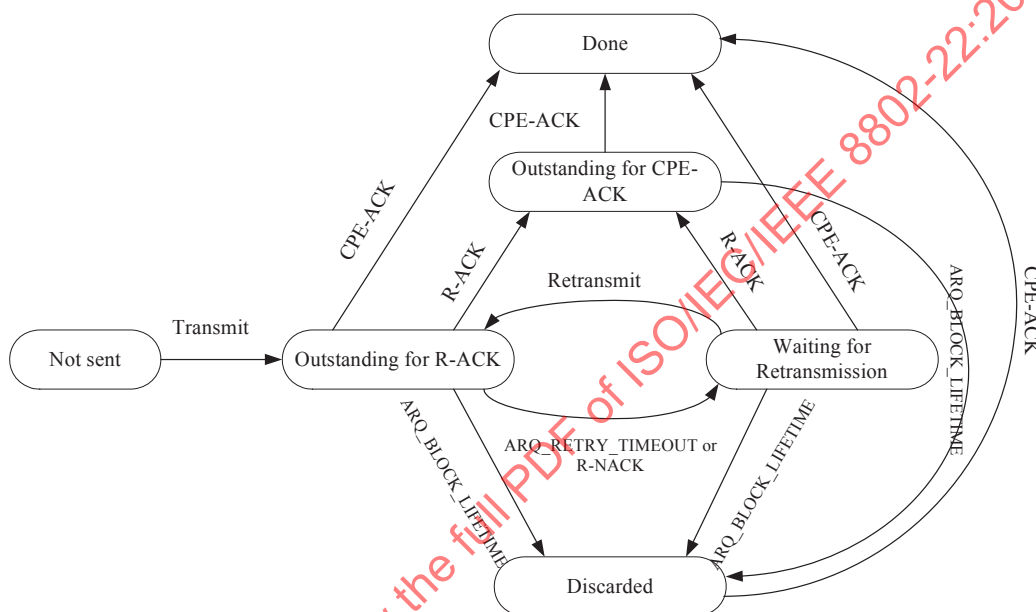 Done
CPE-ACK
Outstanding for CPE-
ACK
CPE-ACK
R-ACK
R-ACK
CPE-ACK
ARQ_BLOCK_LIFETIME
CPE-ACK
Retransmit
Transmit
Not sent
Outstanding for R-ACK
Waiting for
Retransmission
ARQ_BLOCK_LIFETIME
ARQ_RETRY_TIMEOUT or
R-NACK
ARQ_BLOCK_LIFETIME
Discarded
the full PDF of ISO/IEC/IEEE 8802-22:20